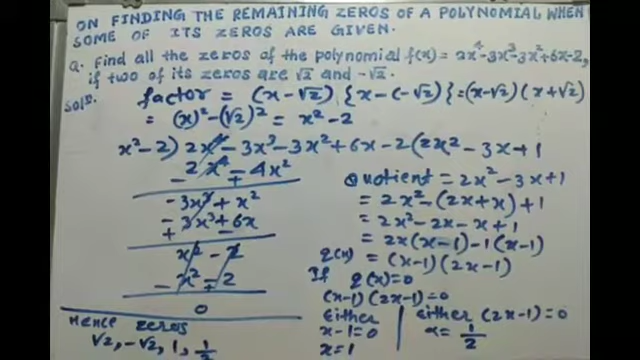 ON FINDING THE REMAINING ZEROS OF A POLYNOMIAL WHEN
SOME OF ITS ZEROS ARE GIVEN.
Q. Find all the zeros of the polynomial f(x) = 2x⁴-3x³-3x²+6x-2,
if two of its zeros are √2 and -√2.
Solⁿ. factor = (x-√2) {x-(-√2)} = (x-√2)(x+√2)
= (x)²-(√2)² = x²-2
x²-2) 2x⁴-3x³-3x²+6x-2 (2x²-3x+1
2x⁴ - 4x²
- +
-3x³+x²
-3x³+6x
+ -
x²-2
x²-2
- +
0
Hence zeros
√2, -√2, 1, 1/2
Quotient = 2x²-3x+1
= 2x²-(2x+x)+1
= 2x²-2x-x+1
= 2x(x-1)-1(x-1)
q(x) = (x-1)(2x-1)
If q(x)=0
(x-1)(2x-1)=0
Either | Either (2x-1)=0
x-1=0 | x=1/2
x=1